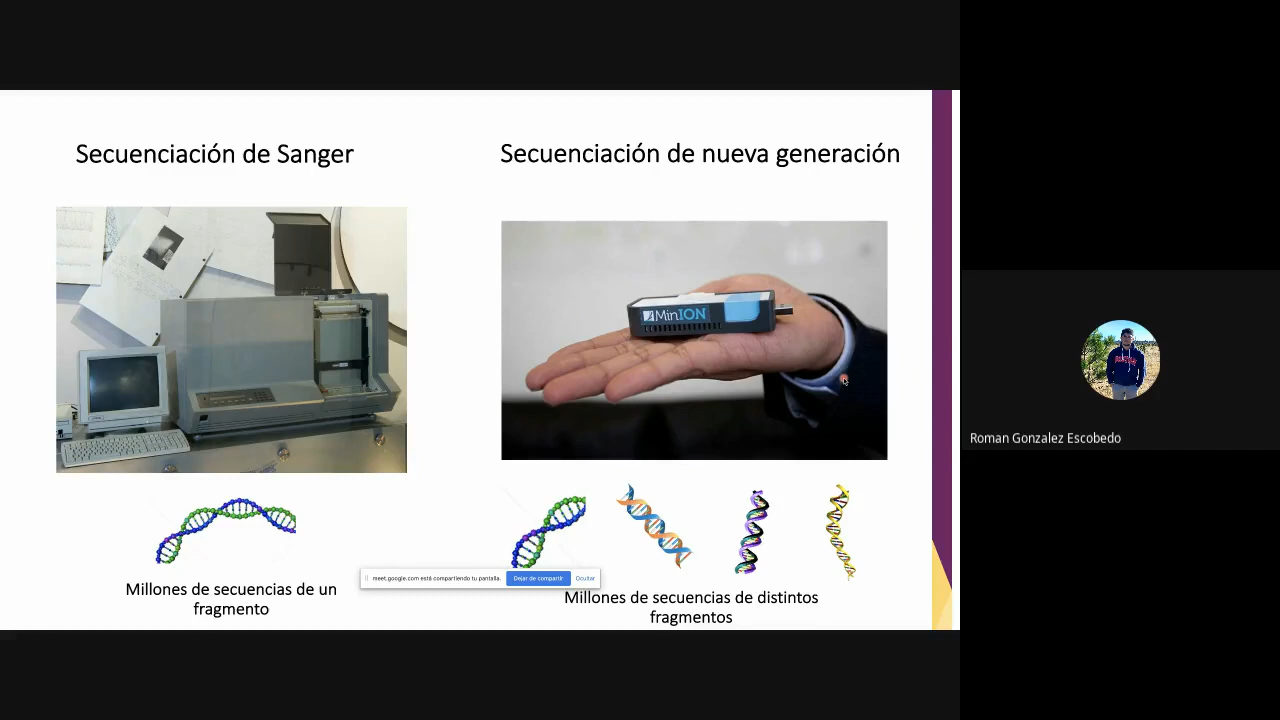 Secuenciación de Sanger
Secuenciación de nueva generación
MinION
meet.google.com está compartiendo tu pantalla.
Dejar de compartir
Ocultar
Millones de secuencias de un
fragmento
Millones de secuencias de distintos
fragmentos
Roman Gonzalez Escobedo